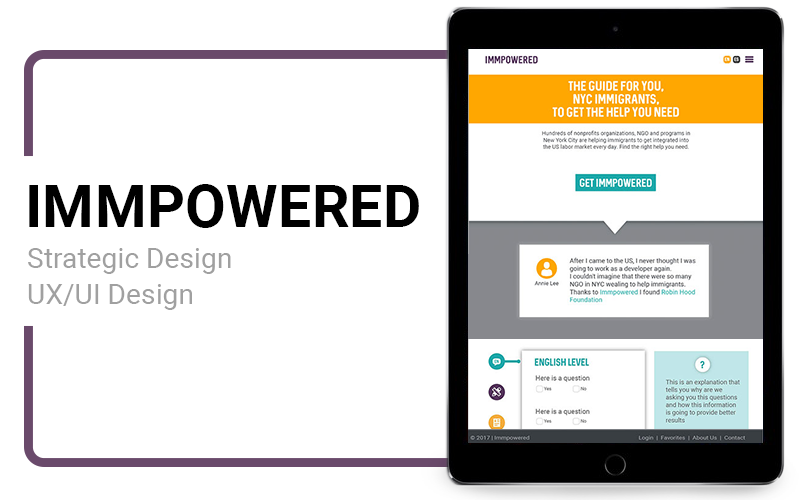 IMMPOWERED
Strategic Design
UX/UI Design
IMMPOWERED
EN ES
THE GUIDE FOR YOU,
NYC IMMIGRANTS,
TO GET THE HELP YOU NEED
Hundreds of nonprofits organizations, NGO and programs in
New York City are helping immigrants to get integrated into
the US labor market every day. Find the right help you need.
GET IMMPOWERED
After I came to the US, I never thought I was
going to work as a developer again.
I couldn't imagine that there were so many
NGO in NYC wealing to help immigrants.
Thanks to Immpowered I found Robin Hood
Foundation
Annie Lee
ENGLISH LEVEL
Here is a question
Yes No
Here is a question
Yes No
?
This is an explanation that
tells you why are we
asking you this questions
and how this information
is going to provide better
results
© 2017 | Immpowered
Login | Favorites | About Us | Contact